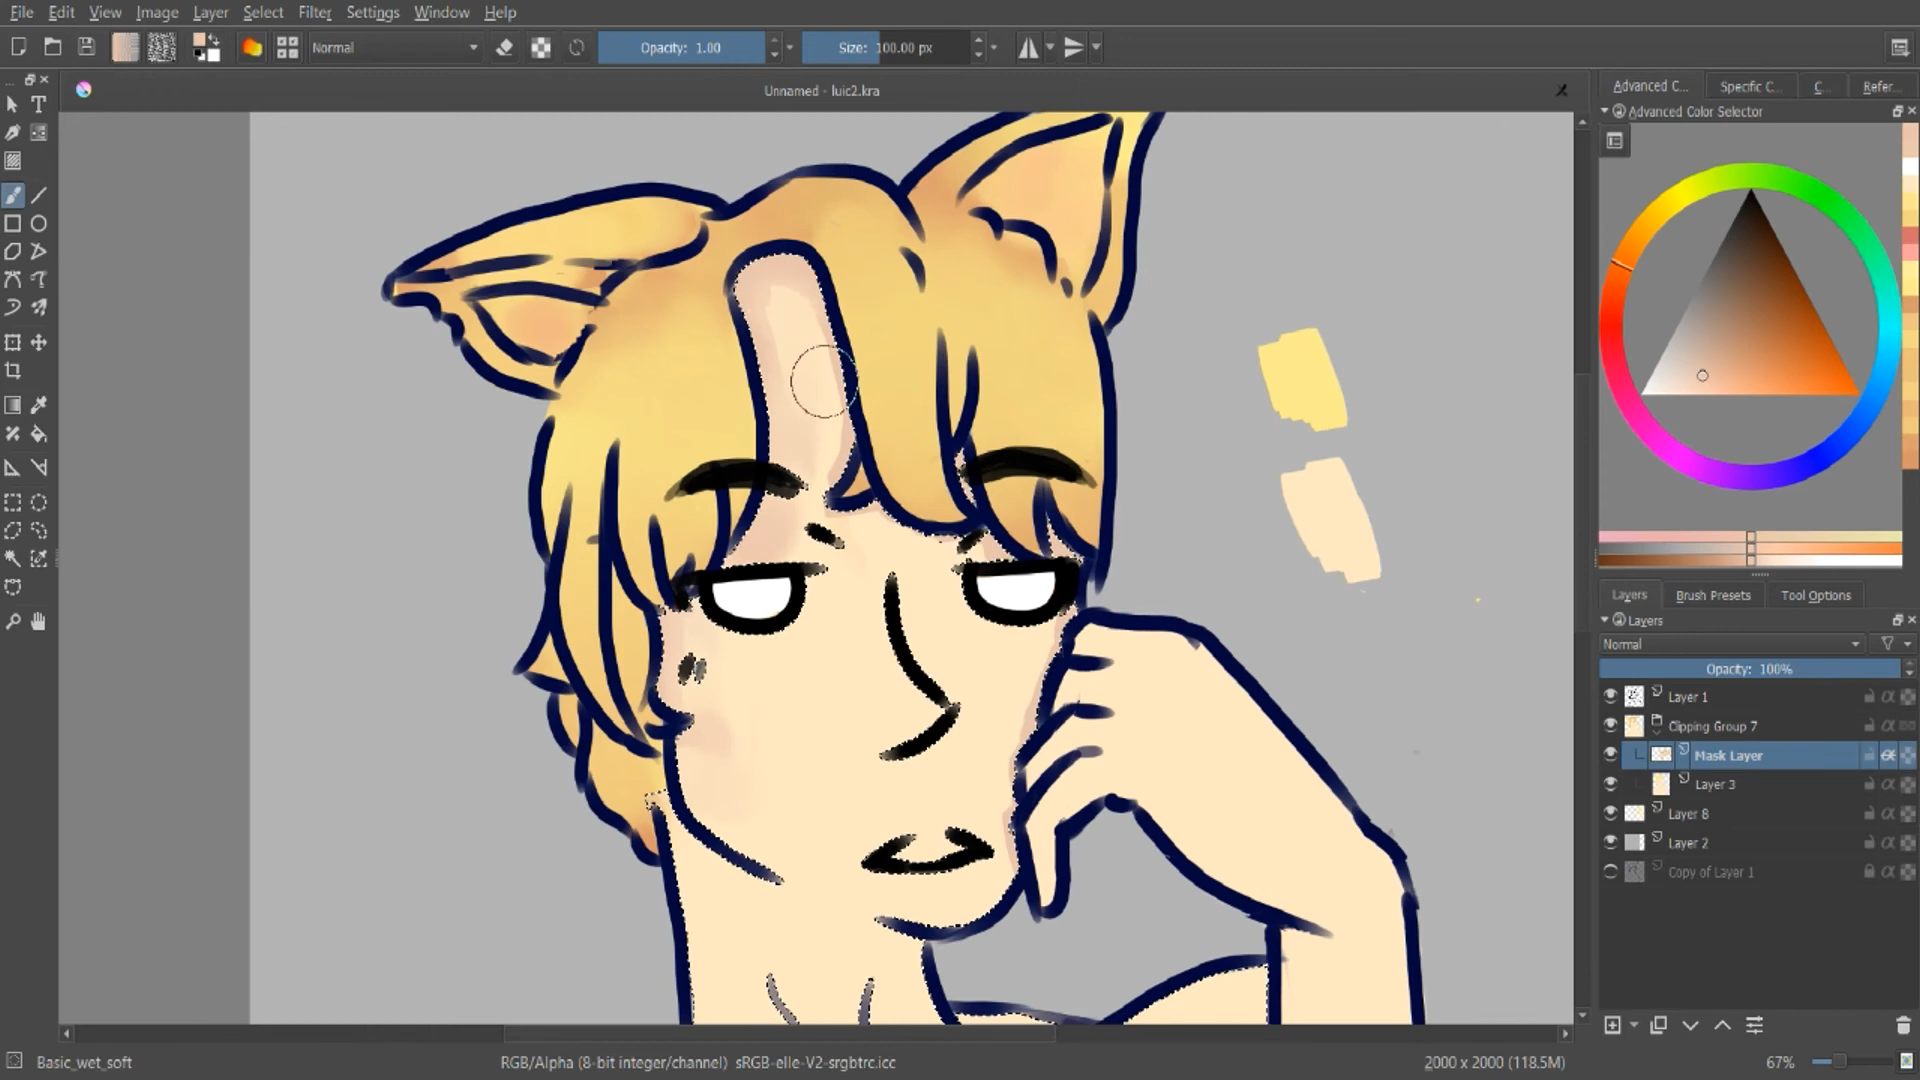 File Edit View Image Layer Select Filter Settings Window Help
Normal Opacity: 1.00 Size: 100.00 px
Unnamed - luic2.kra
Advanced C... Specific C... C... Refer...
Advanced Color Selector
Layers Brush Presets Tool Options
Layers
Normal
Opacity: 100%
Layer 1
Clipping Group 7
Mask Layer
Layer 3
Layer 8
Layer 2
Copy of Layer 1
Basic_wet_soft RGB/Alpha (8-bit integer/channel) sRGB-elle-V2-srgbtrc.icc 2000 x 2000 (118.5M) 67%